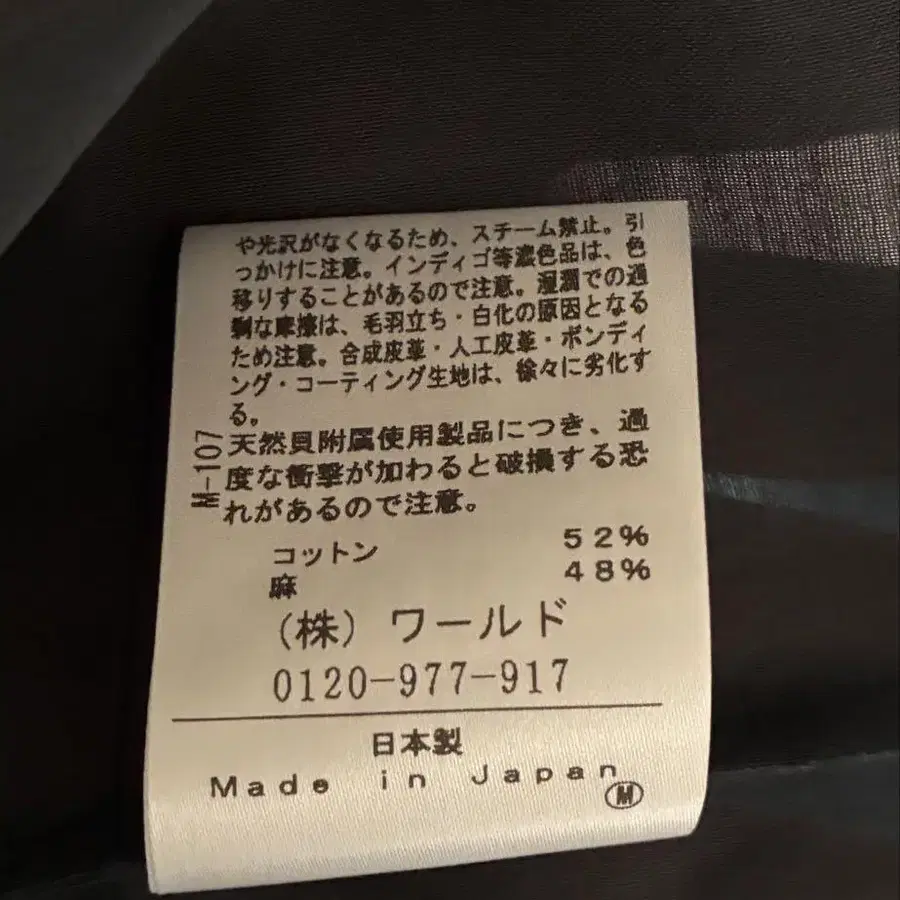 や光沢がなくなるため、スチーム禁止。引
っかけに注意。インディゴ等濃色品は、色
移りすることがあるので注意。湿潤での過
剰な摩擦は、毛羽立ち・白化の原因となる
ため注意。合成皮革・人工皮革・ボンディ
ング・コーティング生地は、徐々に劣化す
る。
M-107
天然貝附属使用製品につき、過
度な衝撃が加わると破損する恐
れがあるので注意。
コットン 52%
麻 48%
(株) ワールド
0120-977-917
日本製
Made in Japan
M